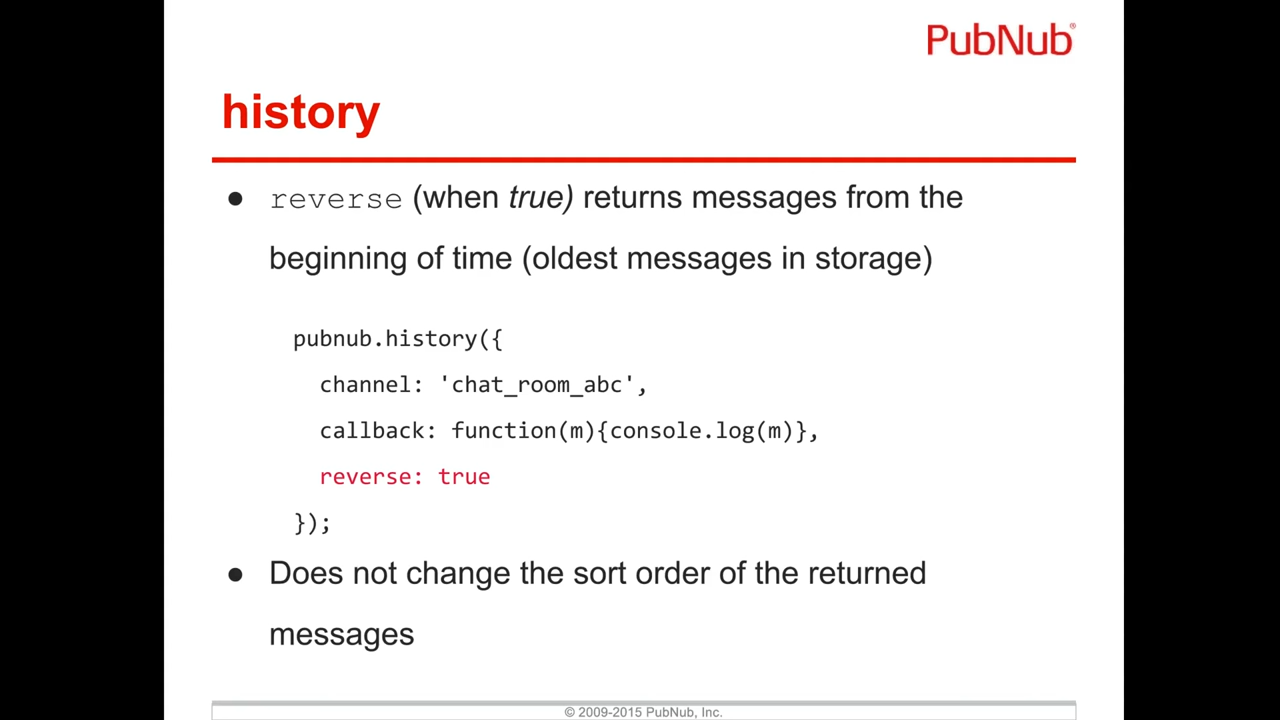 PubNub®
history
● reverse (when true) returns messages from the
beginning of time (oldest messages in storage)
pubnub.history({
  channel: 'chat_room_abc',
  callback: function(m){console.log(m)},
  reverse: true
});
● Does not change the sort order of the returned
messages
© 2009-2015 PubNub, Inc.